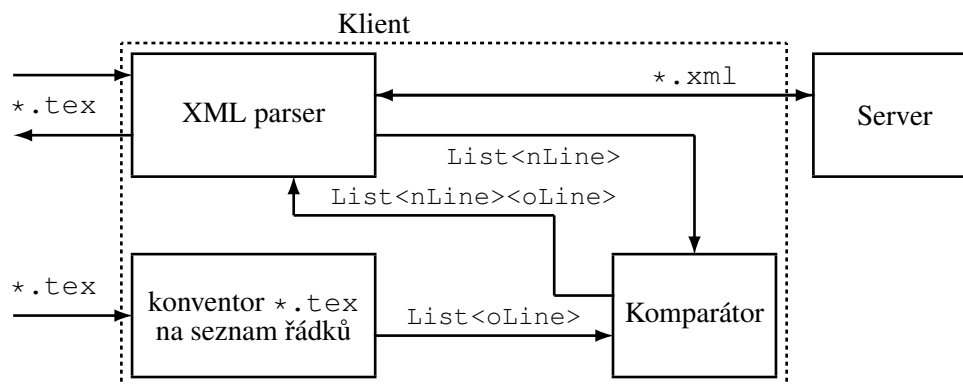 Klient
*.tex
XML parser
*.xml
Server
List<nLine>
List<nLine><oLine>
*.tex
konventor *.tex
na seznam řádků
List<oLine>
Komparátor